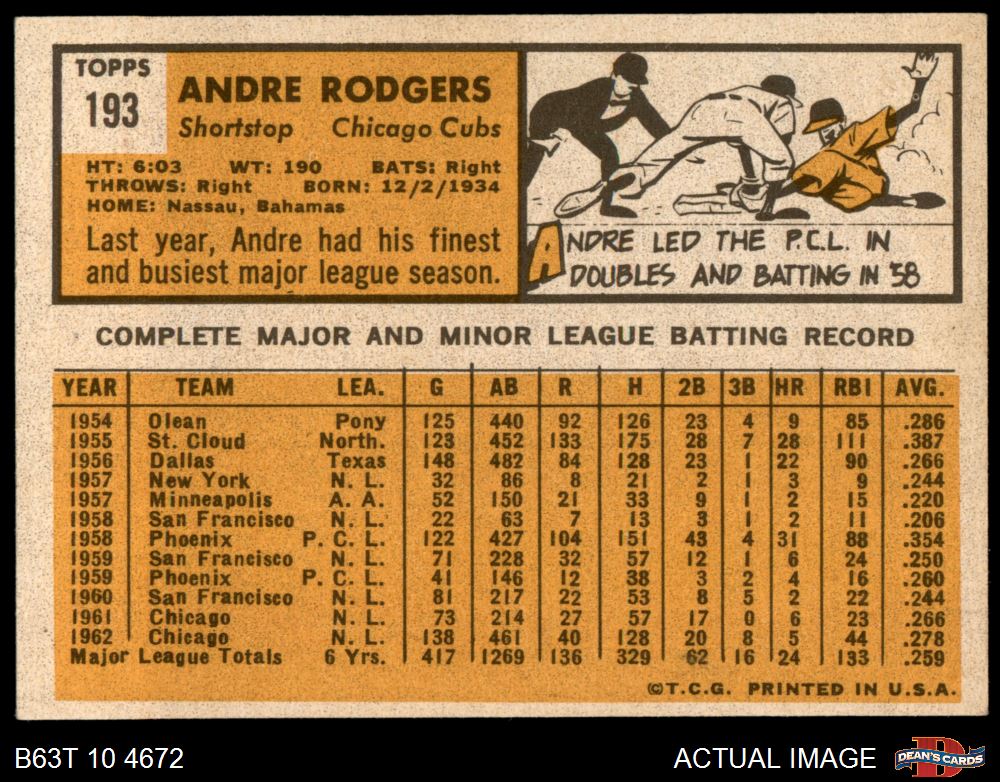 TOPPS
193
ANDRE RODGERS
Shortstop Chicago Cubs
HT: 6:03 WT: 190 BATS: Right
THROWS: Right BORN: 12/2/1934
HOME: Nassau, Bahamas
Last year, Andre had his finest
and busiest major league season.
ANDRE LED THE P.C.L. IN
DOUBLES AND BATTING IN '58
COMPLETE MAJOR AND MINOR LEAGUE BATTING RECORD
YEAR TEAM LEA. G AB R H 2B 3B HR RBI AVG.
1954 Olean Pony 125 440 92 126 23 4 9 85 .286
1955 St. Cloud North. 123 452 133 175 28 7 28 111 .387
1956 Dallas Texas 148 482 84 128 23 1 22 90 .266
1957 New York N. L. 32 86 8 21 2 1 3 9 .244
1957 Minneapolis A. A. 52 150 21 33 9 1 2 15 .220
1958 San Francisco N. L. 22 63 7 13 3 1 2 11 .206
1958 Phoenix P. C. L. 122 427 104 151 43 4 31 88 .354
1959 San Francisco N. L. 71 228 32 57 12 1 6 24 .250
1959 Phoenix P. C. L. 41 146 12 38 3 2 4 16 .260
1960 San Francisco N. L. 81 217 22 53 8 5 2 22 .244
1961 Chicago N. L. 73 214 27 57 17 0 6 23 .266
1962 Chicago N. L. 138 461 40 128 20 8 5 44 .278
Major League Totals 6 Yrs. 417 1269 136 329 62 16 24 133 .259
©T.C.G. PRINTED IN U.S.A.
B63T 10 4672
ACTUAL IMAGE
D
DEAN'S CARDS